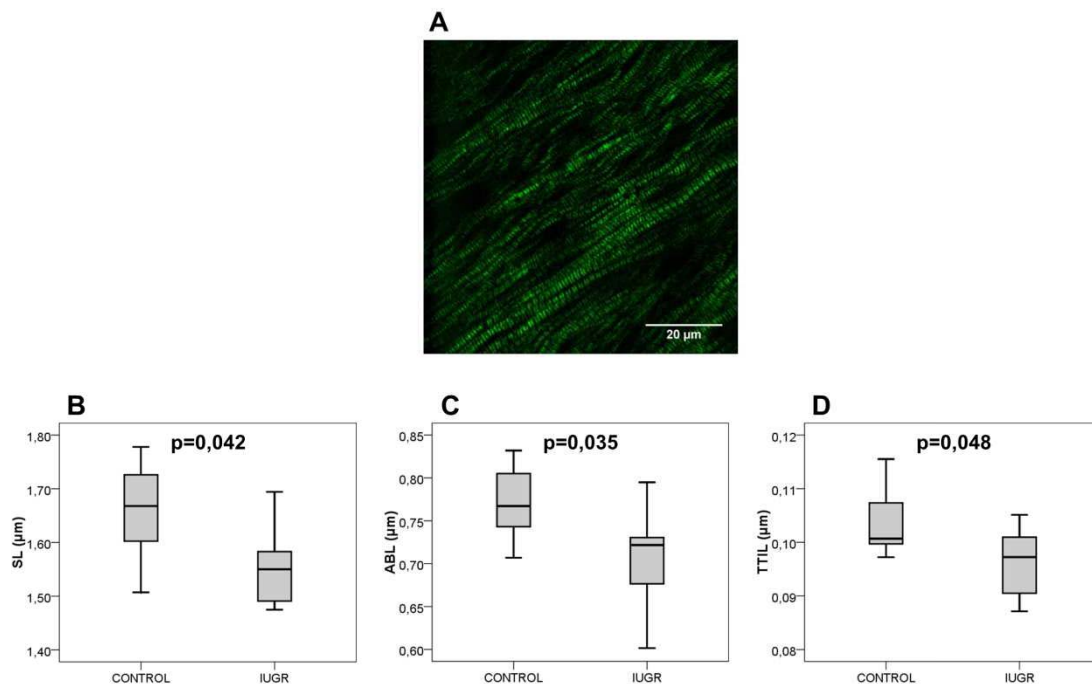 A
20 µm
B
p=0,042
1,80
1,70
1,60
1,50
1,40
SL (µm)
CONTROL
IUGR
C
p=0,035
0,85
0,80
0,75
0,70
0,65
0,60
ABL (µm)
CONTROL
IUGR
D
p=0,048
0,12
0,11
0,10
0,09
0,08
TTIL (µm)
CONTROL
IUGR